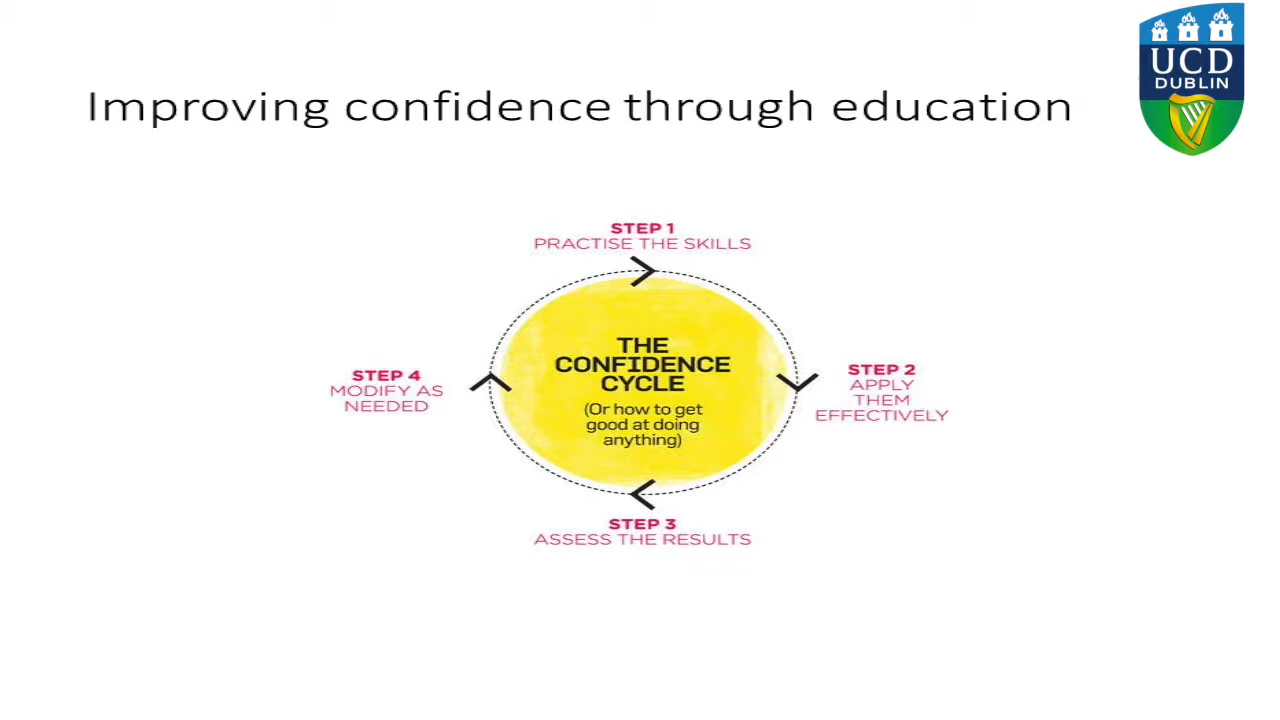 Improving confidence through education
UCD
DUBLIN
STEP 1
PRACTISE THE SKILLS
THE
CONFIDENCE
CYCLE
(Or how to get
good at doing
anything)
STEP 2
APPLY
THEM
EFFECTIVELY
STEP 3
ASSESS THE RESULTS
STEP 4
MODIFY AS
NEEDED